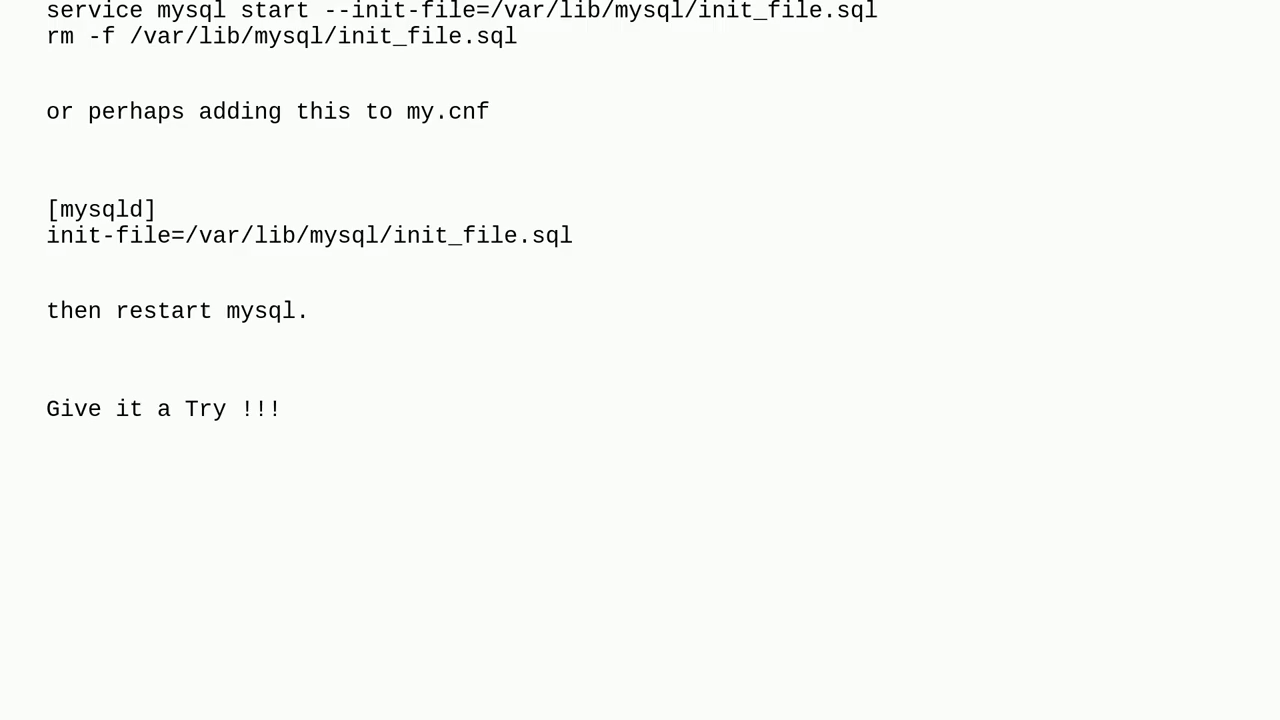 service mysql start --init-file=/var/lib/mysql/init_file.sql
rm -f /var/lib/mysql/init_file.sql
or perhaps adding this to my.cnf
[mysqld]
init-file=/var/lib/mysql/init_file.sql
then restart mysql.
Give it a Try !!!